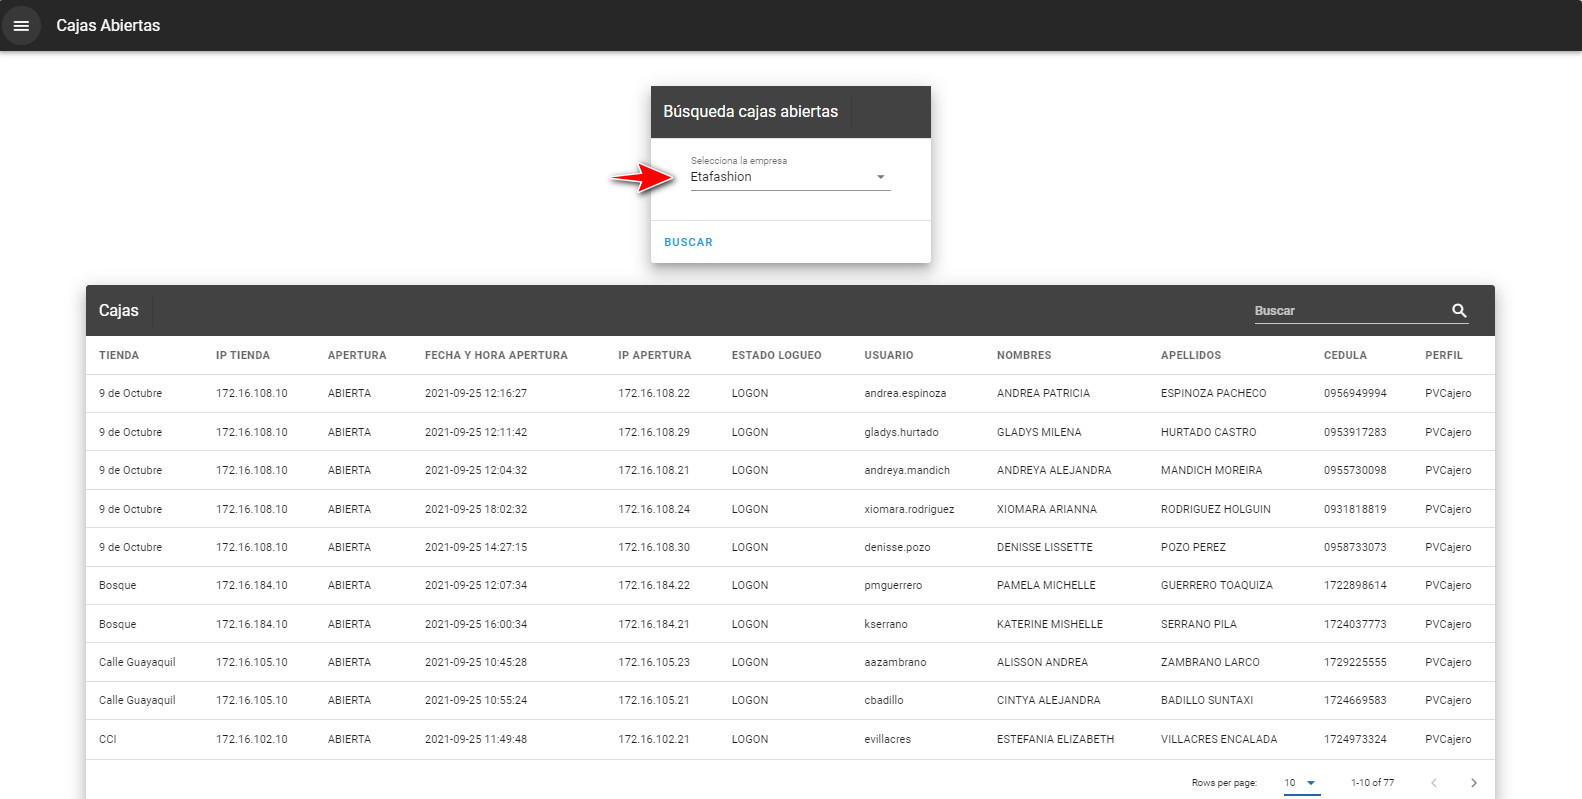 Cajas Abiertas
Búsqueda cajas abiertas
Selecciona la empresa
Etafashion
BUSCAR
Cajas Buscar
TIENDA IP TIENDA APERTURA FECHA Y HORA APERTURA IP APERTURA ESTADO LOGUEO USUARIO NOMBRES APELLIDOS CEDULA PERFIL
9 de Octubre 172.16.108.10 ABIERTA 2021-09-25 12:16:27 172.16.108.22 LOGON andrea.espinoza ANDREA PATRICIA ESPINOZA PACHECO 0956949994 PVCajero
9 de Octubre 172.16.108.10 ABIERTA 2021-09-25 12:11:42 172.16.108.29 LOGON gladys.hurtado GLADYS MILENA HURTADO CASTRO 0953917283 PVCajero
9 de Octubre 172.16.108.10 ABIERTA 2021-09-25 12:04:32 172.16.108.21 LOGON andreya.mandich ANDREYA ALEJANDRA MANDICH MOREIRA 0955730098 PVCajero
9 de Octubre 172.16.108.10 ABIERTA 2021-09-25 18:02:32 172.16.108.24 LOGON xiomara.rodriguez XIOMARA ARIANNA RODRIGUEZ HOLGUIN 0931818819 PVCajero
9 de Octubre 172.16.108.10 ABIERTA 2021-09-25 14:27:15 172.16.108.30 LOGON denisse.pozo DENISSE LISSETTE POZO PEREZ 0958733073 PVCajero
Bosque 172.16.184.10 ABIERTA 2021-09-25 12:07:34 172.16.184.22 LOGON pmguerrero PAMELA MICHELLE GUERRERO TOAQUIZA 1722898614 PVCajero
Bosque 172.16.184.10 ABIERTA 2021-09-25 16:00:34 172.16.184.21 LOGON kserrano KATERINE MISHELLE SERRANO PILA 1724037773 PVCajero
Calle Guayaquil 172.16.105.10 ABIERTA 2021-09-25 10:45:28 172.16.105.23 LOGON aazambrano ALISSON ANDREA ZAMBRANO LARCO 1729225555 PVCajero
Calle Guayaquil 172.16.105.10 ABIERTA 2021-09-25 10:55:24 172.16.105.21 LOGON cbadillo CINTYA ALEJANDRA BADILLO SUNTAXI 1724669583 PVCajero
CCI 172.16.102.10 ABIERTA 2021-09-25 11:49:48 172.16.102.21 LOGON evillacres ESTEFANIA ELIZABETH VILLACRES ENCALADA 1724973324 PVCajero
Rows per page: 10 1-10 of 77